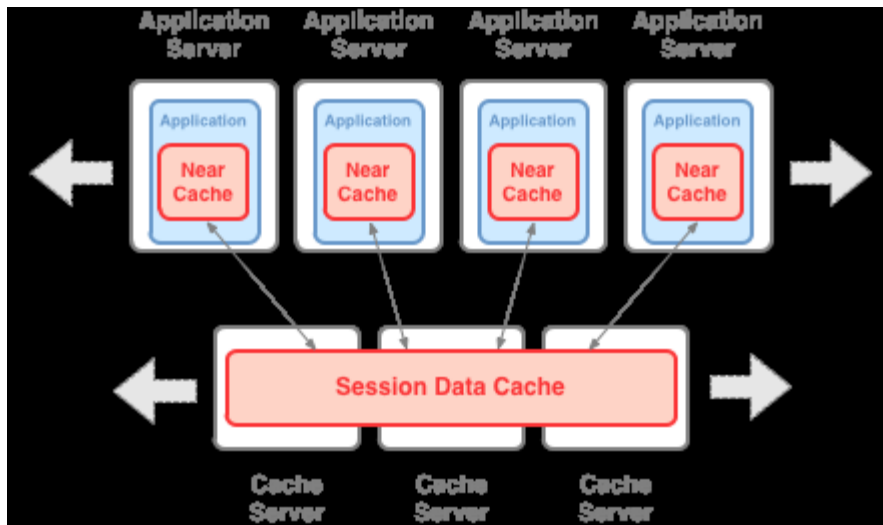 Application Application Application Application
Server Server Server Server
Application Application Application Application
Near Near Near Near
Cache Cache Cache Cache
Session Data Cache
Cache Cache Cache
Server Server Server